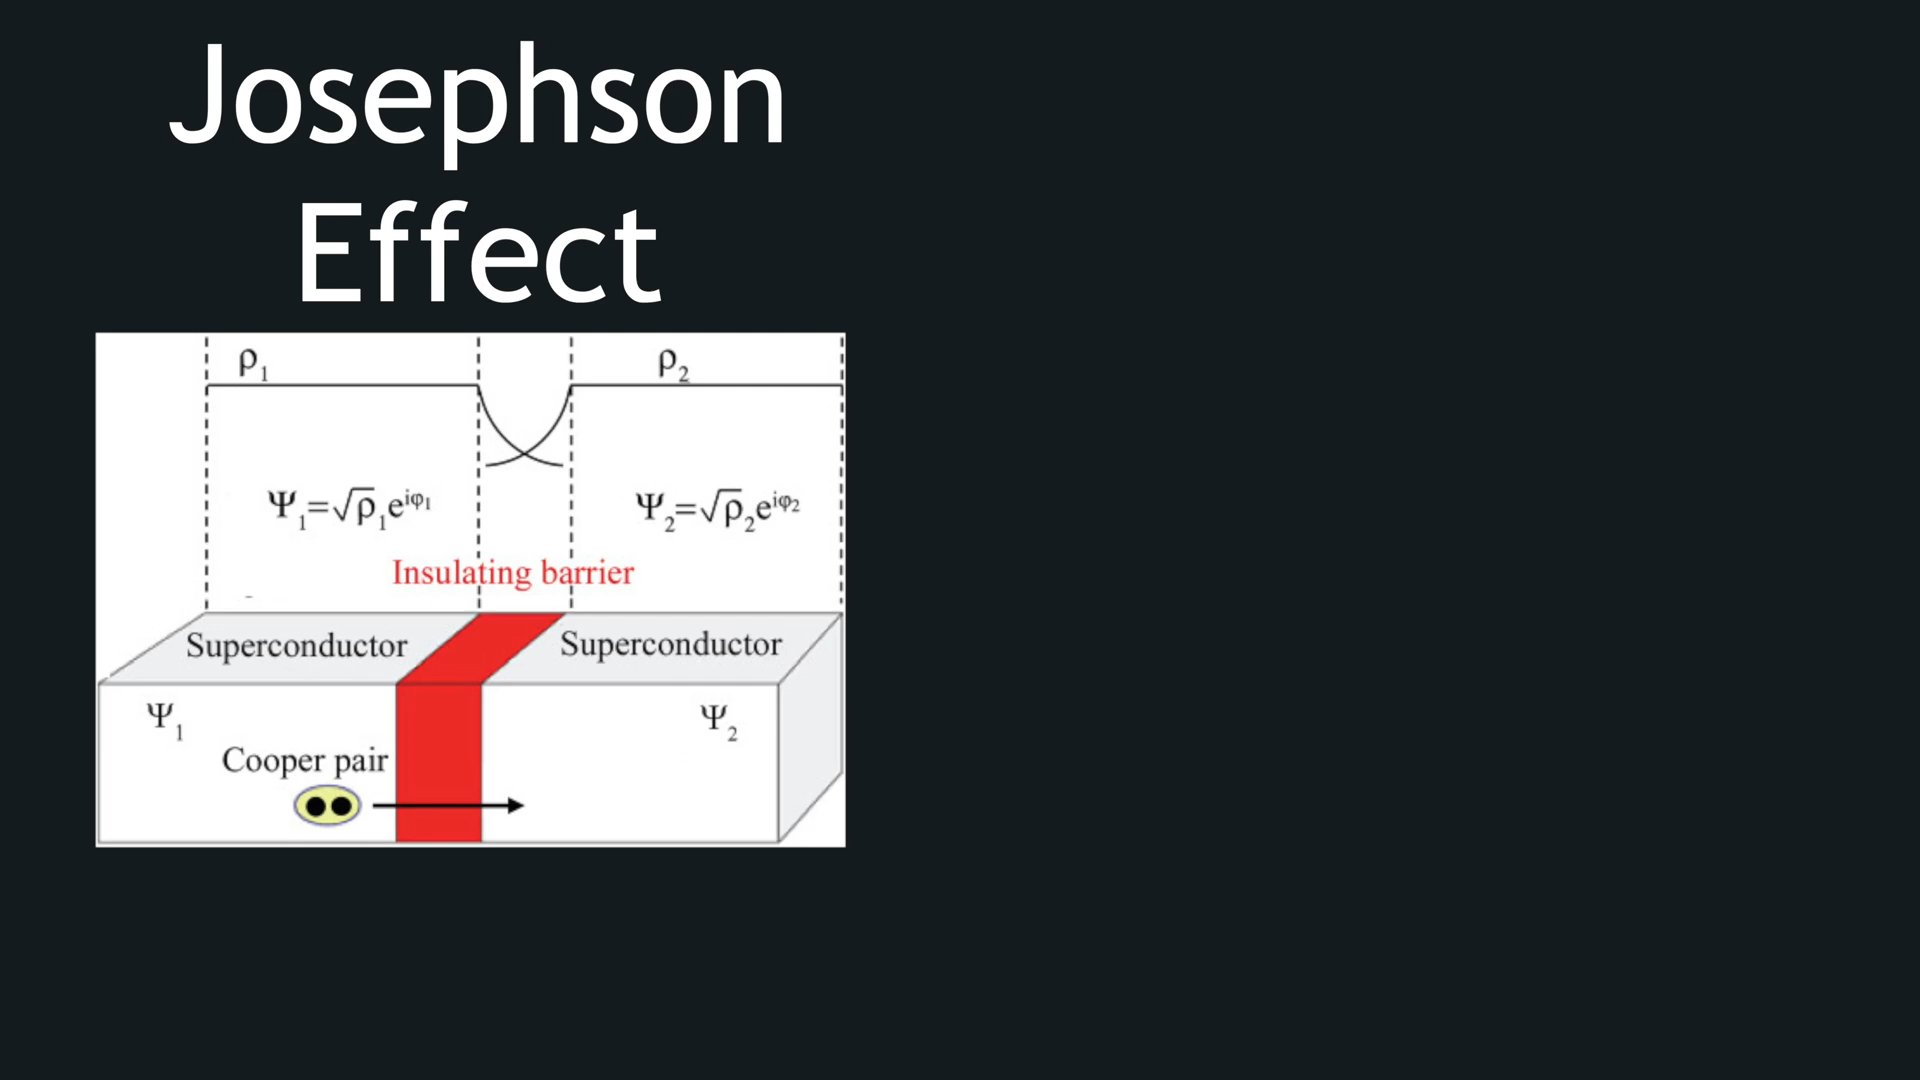 Josephson
Effect
ρ₁ ρ₂
Ψ₁=√ρ₁e^iφ₁ Ψ₂=√ρ₂e^iφ₂
Insulating barrier
Superconductor Superconductor
Ψ₁ Ψ₂
Cooper pair